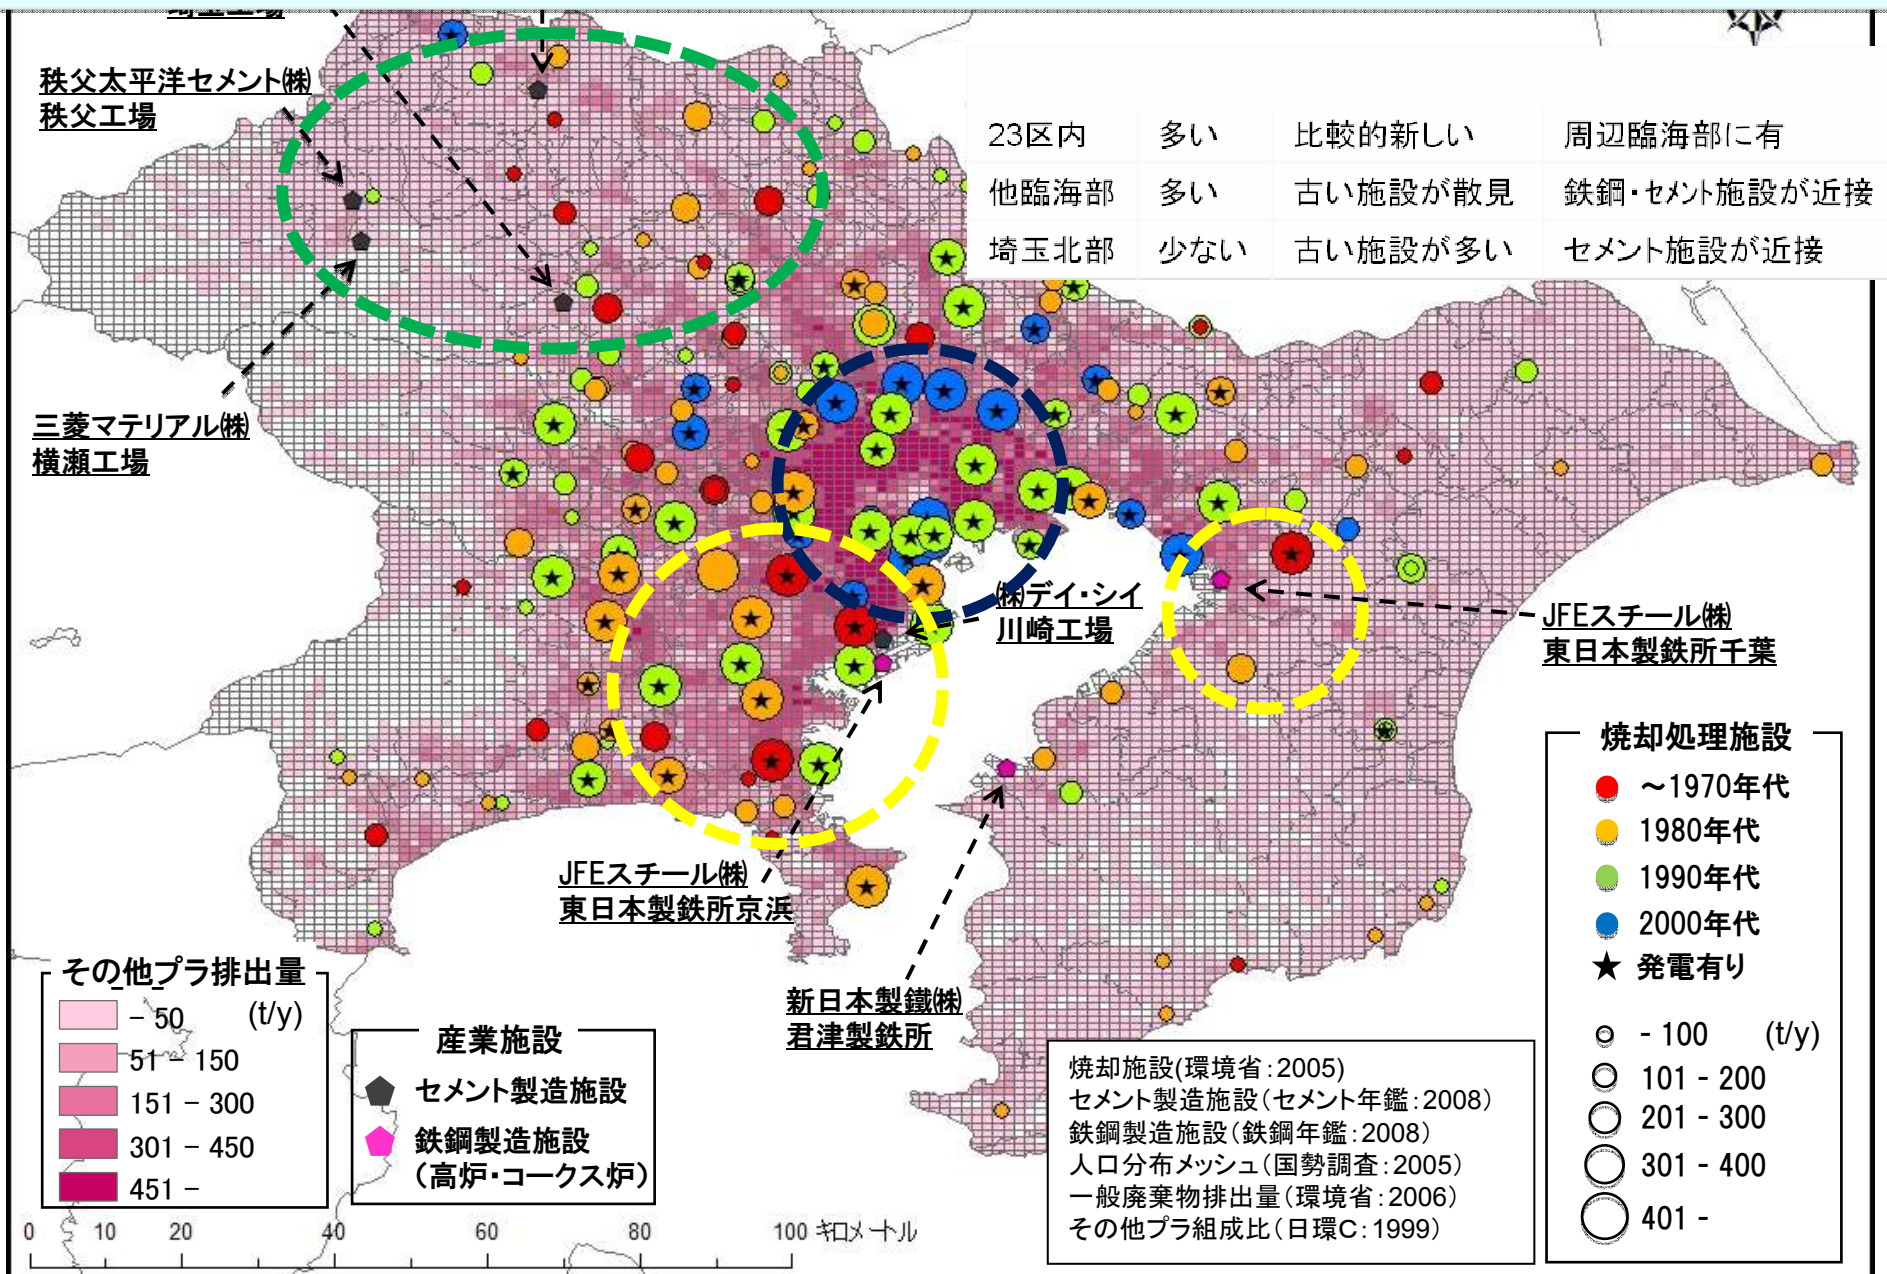 埼玉工場
秩父太平洋セメント㈱
秩父工場
23区内 多い 比較的新しい 周辺臨海部に有
他臨海部 多い 古い施設が散見 鉄鋼・セメント施設が近接
埼玉北部 少ない 古い施設が多い セメント施設が近接
三菱マテリアル㈱
横瀬工場
㈱デイ・シイ
川崎工場
JFEスチール㈱
東日本製鉄所千葉
JFEスチール㈱
東日本製鉄所京浜
新日本製鐵㈱
君津製鉄所
その他プラ排出量
- 50 (t/y)
51 - 150
151 - 300
301 - 450
451 -
産業施設
セメント製造施設
鉄鋼製造施設
（高炉・コークス炉）
焼却施設(環境省：2005)
セメント製造施設（セメント年鑑：2008）
鉄鋼製造施設（鉄鋼年鑑：2008）
人口分布メッシュ（国勢調査：2005）
一般廃棄物排出量（環境省：2006）
その他プラ組成比（日環C：1999）
焼却処理施設
～1970年代
1980年代
1990年代
2000年代
★ 発電有り
- 100 (t/y)
101 - 200
201 - 300
301 - 400
401 -
0 10 20 40 60 80 100 キロメートル